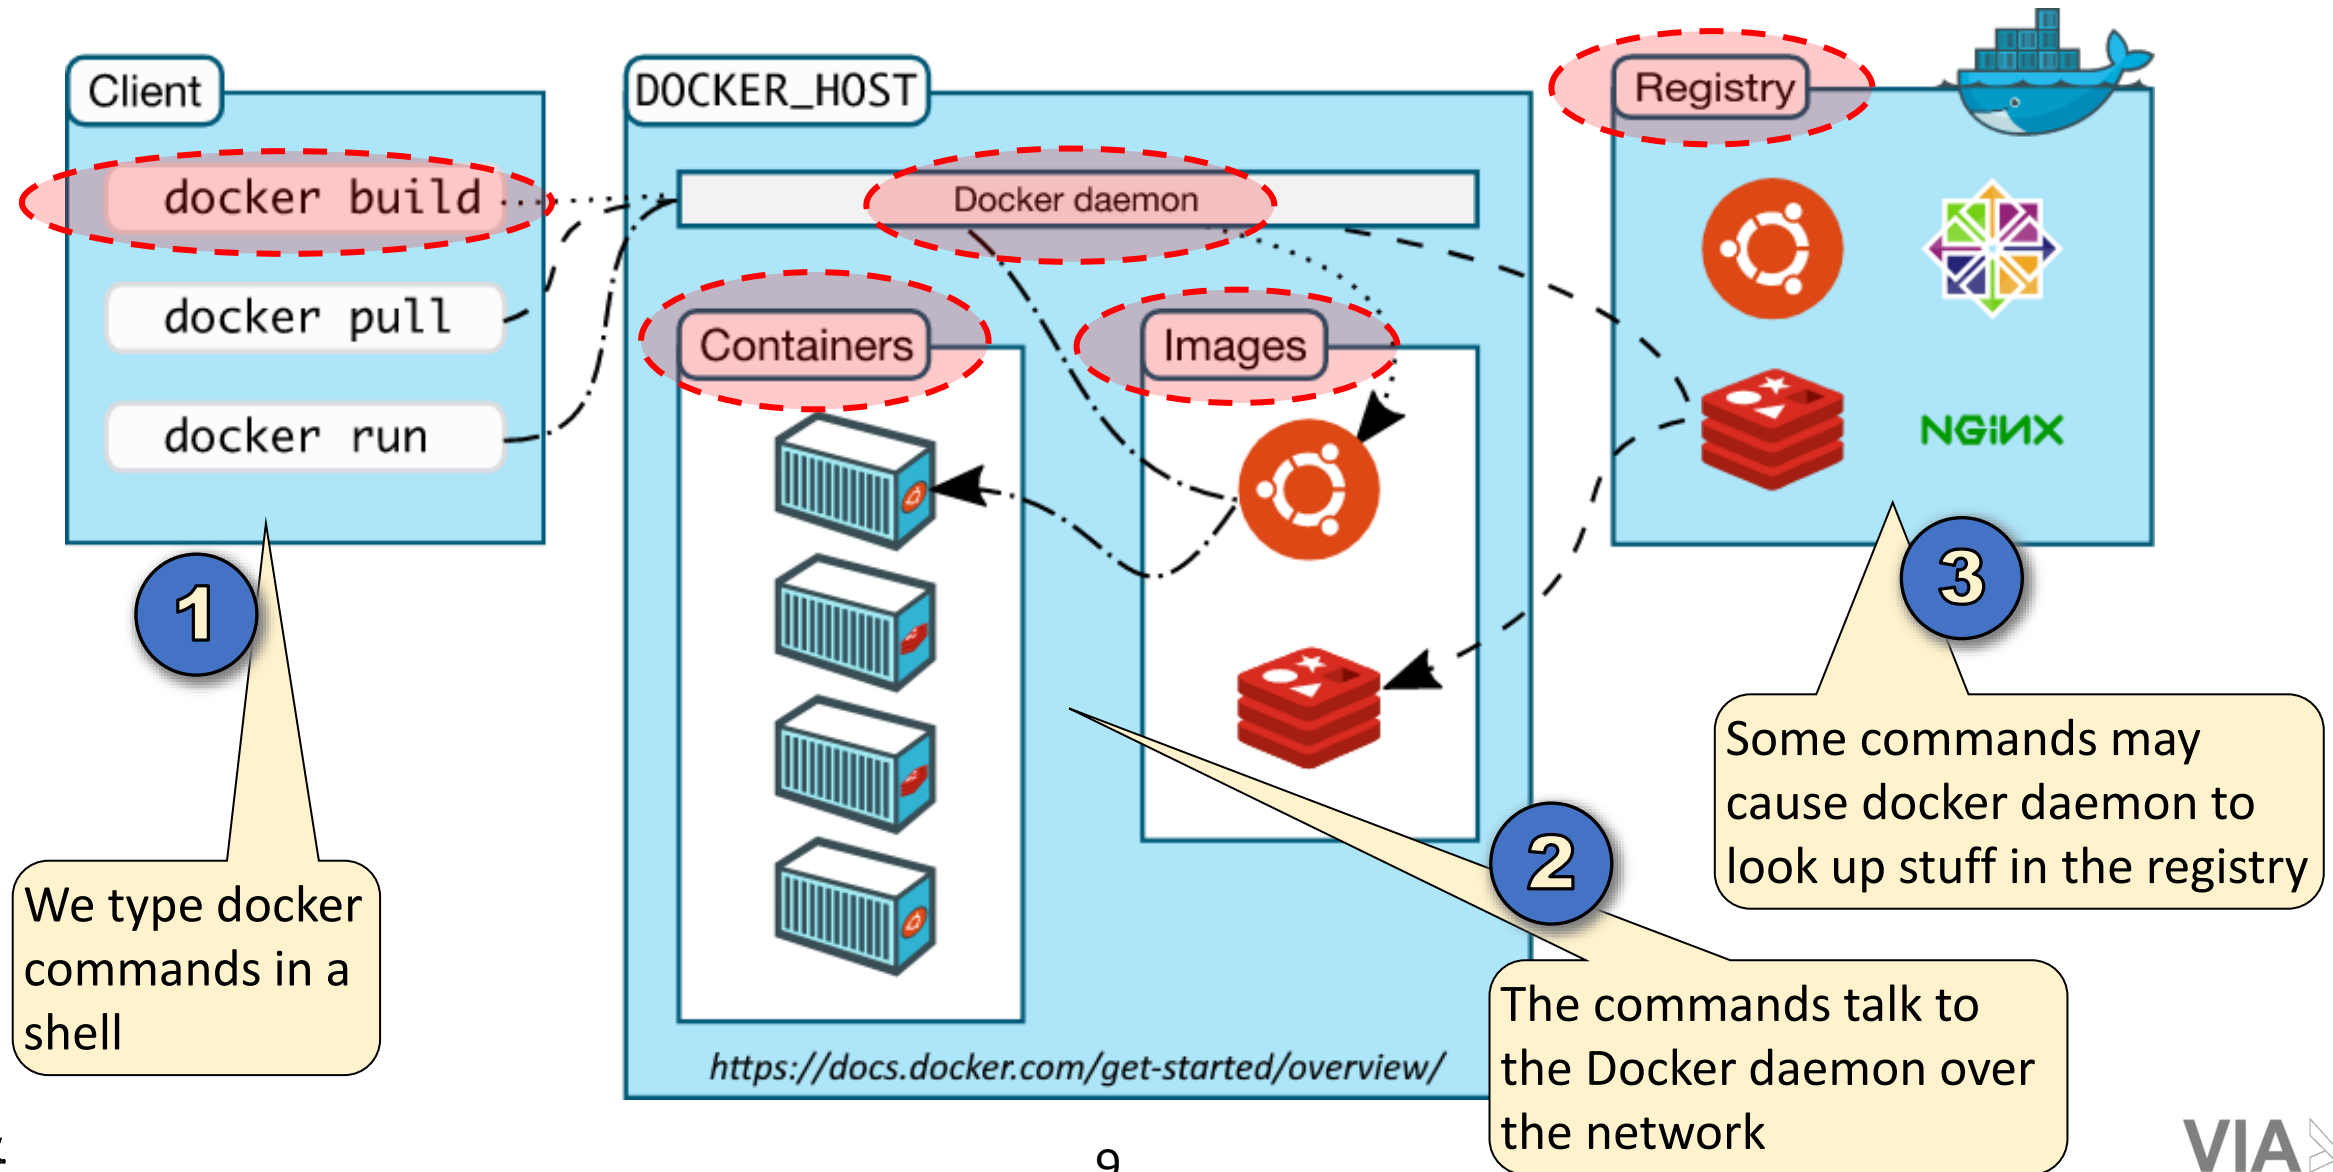 Client
docker build
docker pull
docker run
DOCKER_HOST
Docker daemon
Containers
Images
Registry
NGiNX
1
We type docker
commands in a
shell
2
The commands talk to
the Docker daemon over
the network
3
Some commands may
cause docker daemon to
look up stuff in the registry
https://docs.docker.com/get-started/overview/
9
VIA